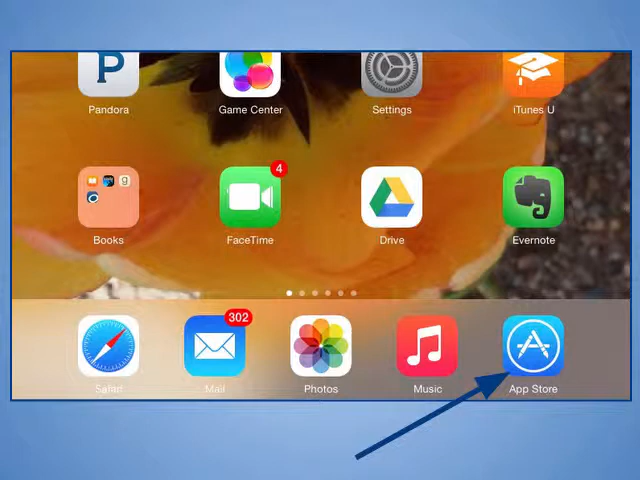 Pandora
Game Center
Settings
iTunes U
4
Books
FaceTime
Drive
Evernote
302
Safari
Mail
Photos
Music
App Store